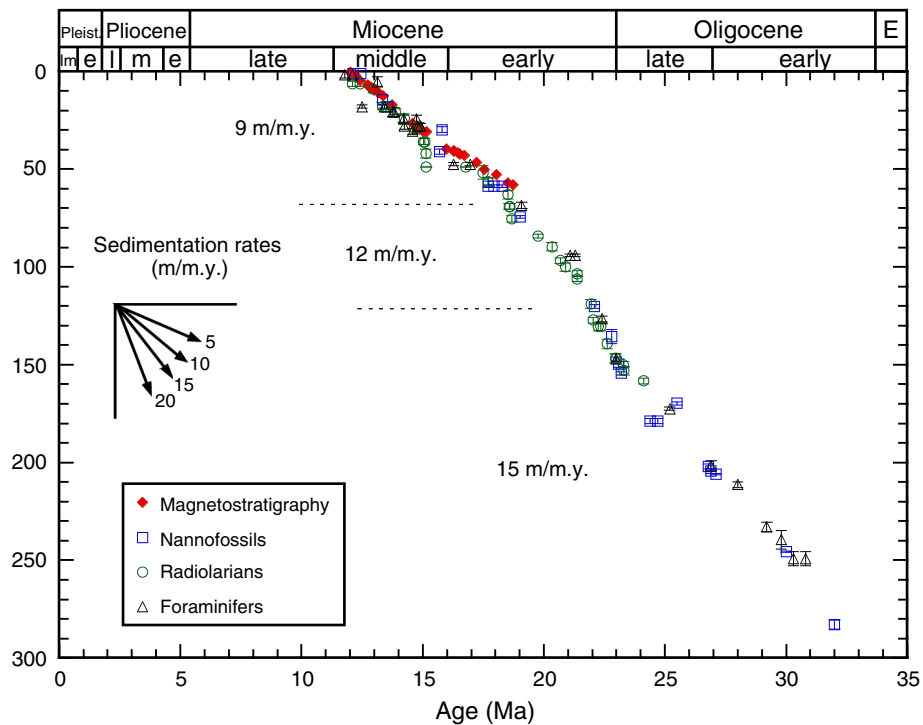 Pleist. Pliocene Miocene Oligocene E
lm e l m e late middle early late early
0
50
100
150
200
250
300
9 m/m.y.
12 m/m.y.
15 m/m.y.
Sedimentation rates
(m/m.y.)
5
10
15
20
Magnetostratigraphy
Nannofossils
Radiolarians
Foraminifers
0 5 10 15 20 25 30 35
Age (Ma)